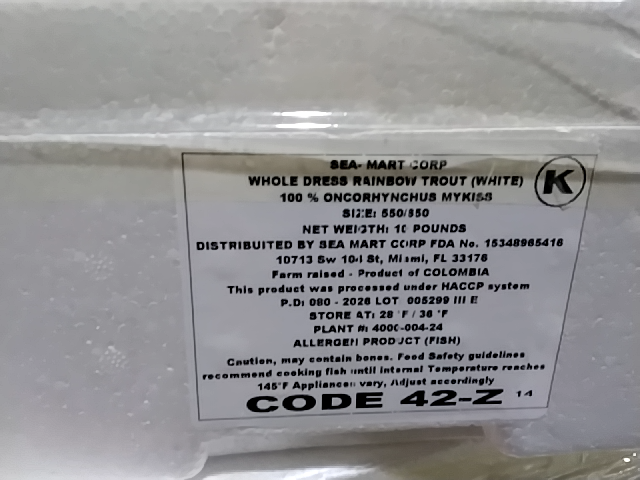 SEA- MART CORP
WHOLE DRESS RAINBOW TROUT (WHITE)
K
100 % ONCORHYNCHUS MYKISS
SIZE: 550/850
NET WEIGTH: 10 POUNDS
DISTRIBUITED BY SEA MART CORP FDA No. 15348965416
10713 Sw 104 St, Miami, FL 33176
Farm raised - Product of COLOMBIA
This product was processed under HACCP system
P.D: 080 - 2026 LOT 005299 III E
STORE AT: 28 °F / 36 °F
PLANT #: 4000-004-24
ALLERGEN PRODUCT (FISH)
Caution, may contain bones. Food Safety guidelines
recommend cooking fish until internal Temperature reaches
145°F Appliances vary, Adjust accordingly
CODE 42-Z 14